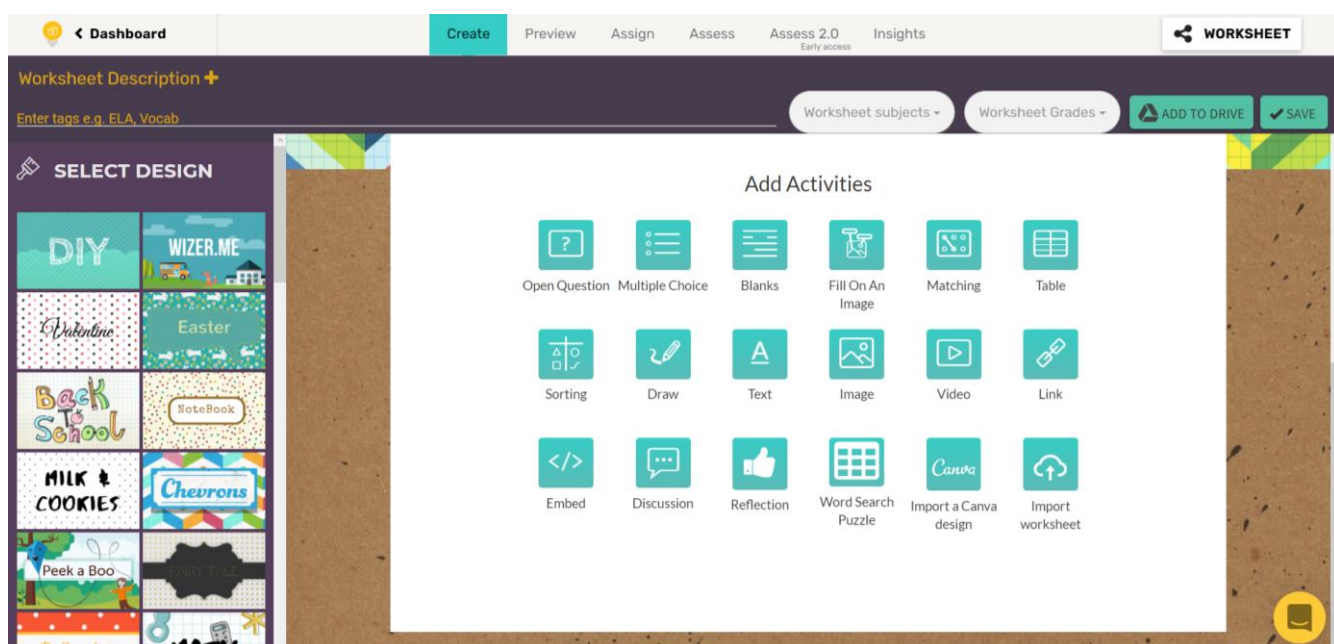 Dashboard
Create
Preview
Assign
Assess
Assess 2.0
Early access
Insights
WORKSHEET
Worksheet Description
Enter tags e.g. ELA, Vocab
Worksheet subjects
Worksheet Grades
ADD TO DRIVE
SAVE
SELECT DESIGN
DIY
WIZER.ME
Valentine
Easter
Back
To
School
NoteBook
MILK &
COOKIES
Chevrons
Peek a Boo
FAIRY TALE
Add Activities
Open Question
Multiple Choice
Blanks
Fill On An
Image
Matching
Table
Sorting
Draw
Text
Image
Video
Link
Embed
Discussion
Reflection
Word Search
Puzzle
Canva
Import a Canva
design
Import
worksheet